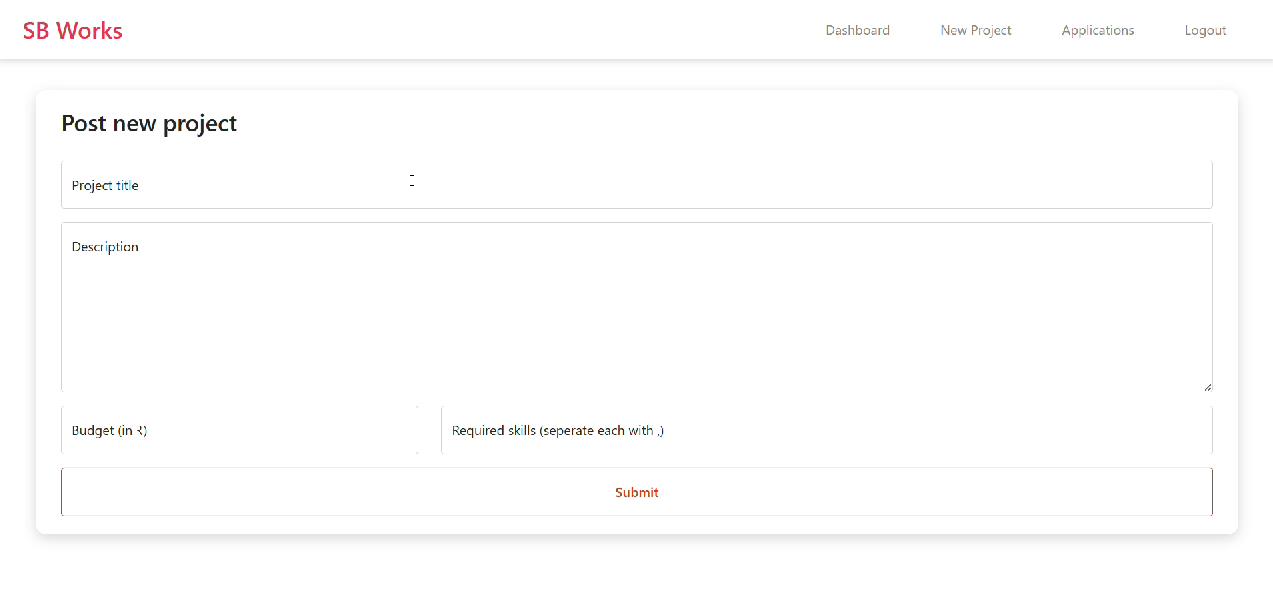 SB Works
Dashboard New Project Applications Logout
Post new project
Project title
Description
Budget (in ₹) Required skills (seperate each with ,)
Submit